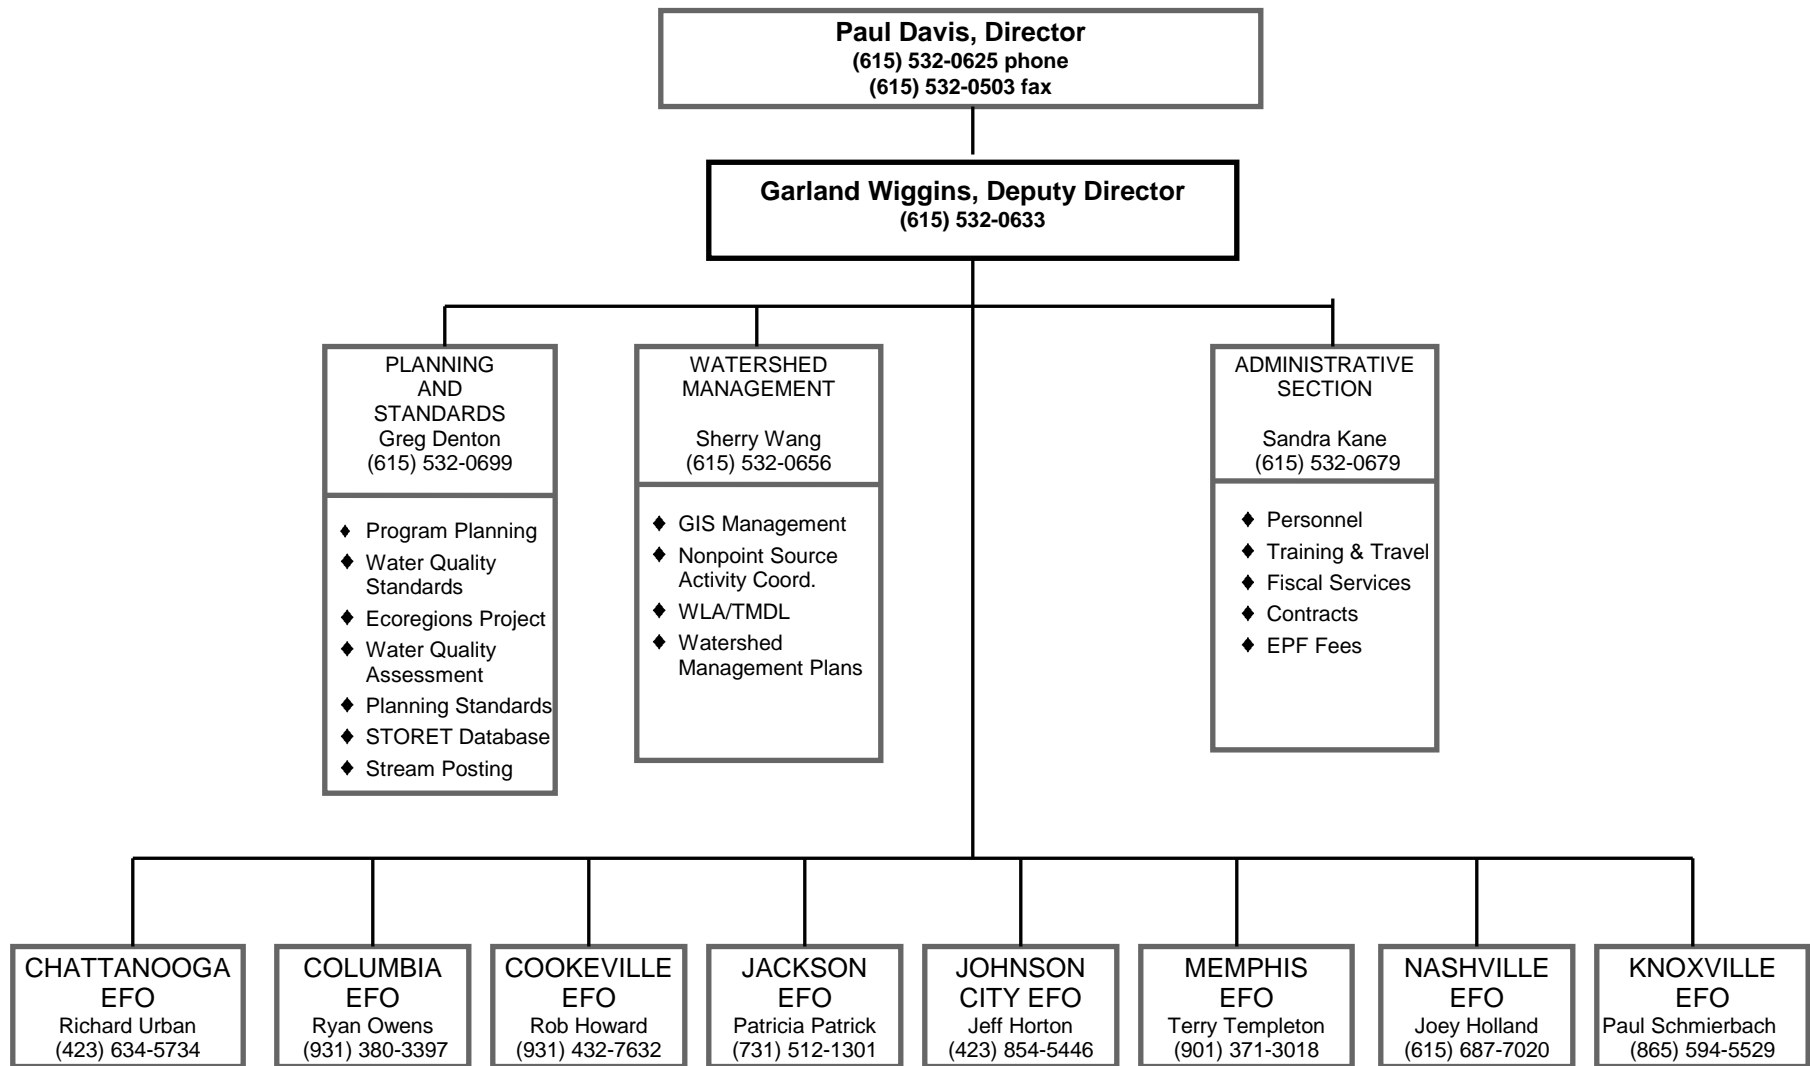 Paul Davis, Director
(615) 532-0625 phone
(615) 532-0503 fax
Garland Wiggins, Deputy Director
(615) 532-0633
PLANNING
AND
STANDARDS
Greg Denton
(615) 532-0699
♦ Program Planning
♦ Water Quality
Standards
♦ Ecoregions Project
♦ Water Quality
Assessment
♦ Planning Standards
♦ STORET Database
♦ Stream Posting
WATERSHED
MANAGEMENT
Sherry Wang
(615) 532-0656
♦ GIS Management
♦ Nonpoint Source
Activity Coord.
♦ WLA/TMDL
♦ Watershed
Management Plans
ADMINISTRATIVE
SECTION
Sandra Kane
(615) 532-0679
♦ Personnel
♦ Training & Travel
♦ Fiscal Services
♦ Contracts
♦ EPF Fees
CHATTANOOGA
EFO
Richard Urban
(423) 634-5734
COLUMBIA
EFO
Ryan Owens
(931) 380-3397
COOKEVILLE
EFO
Rob Howard
(931) 432-7632
JACKSON
EFO
Patricia Patrick
(731) 512-1301
JOHNSON
CITY EFO
Jeff Horton
(423) 854-5446
MEMPHIS
EFO
Terry Templeton
(901) 371-3018
NASHVILLE
EFO
Joey Holland
(615) 687-7020
KNOXVILLE
EFO
Paul Schmierbach
(865) 594-5529